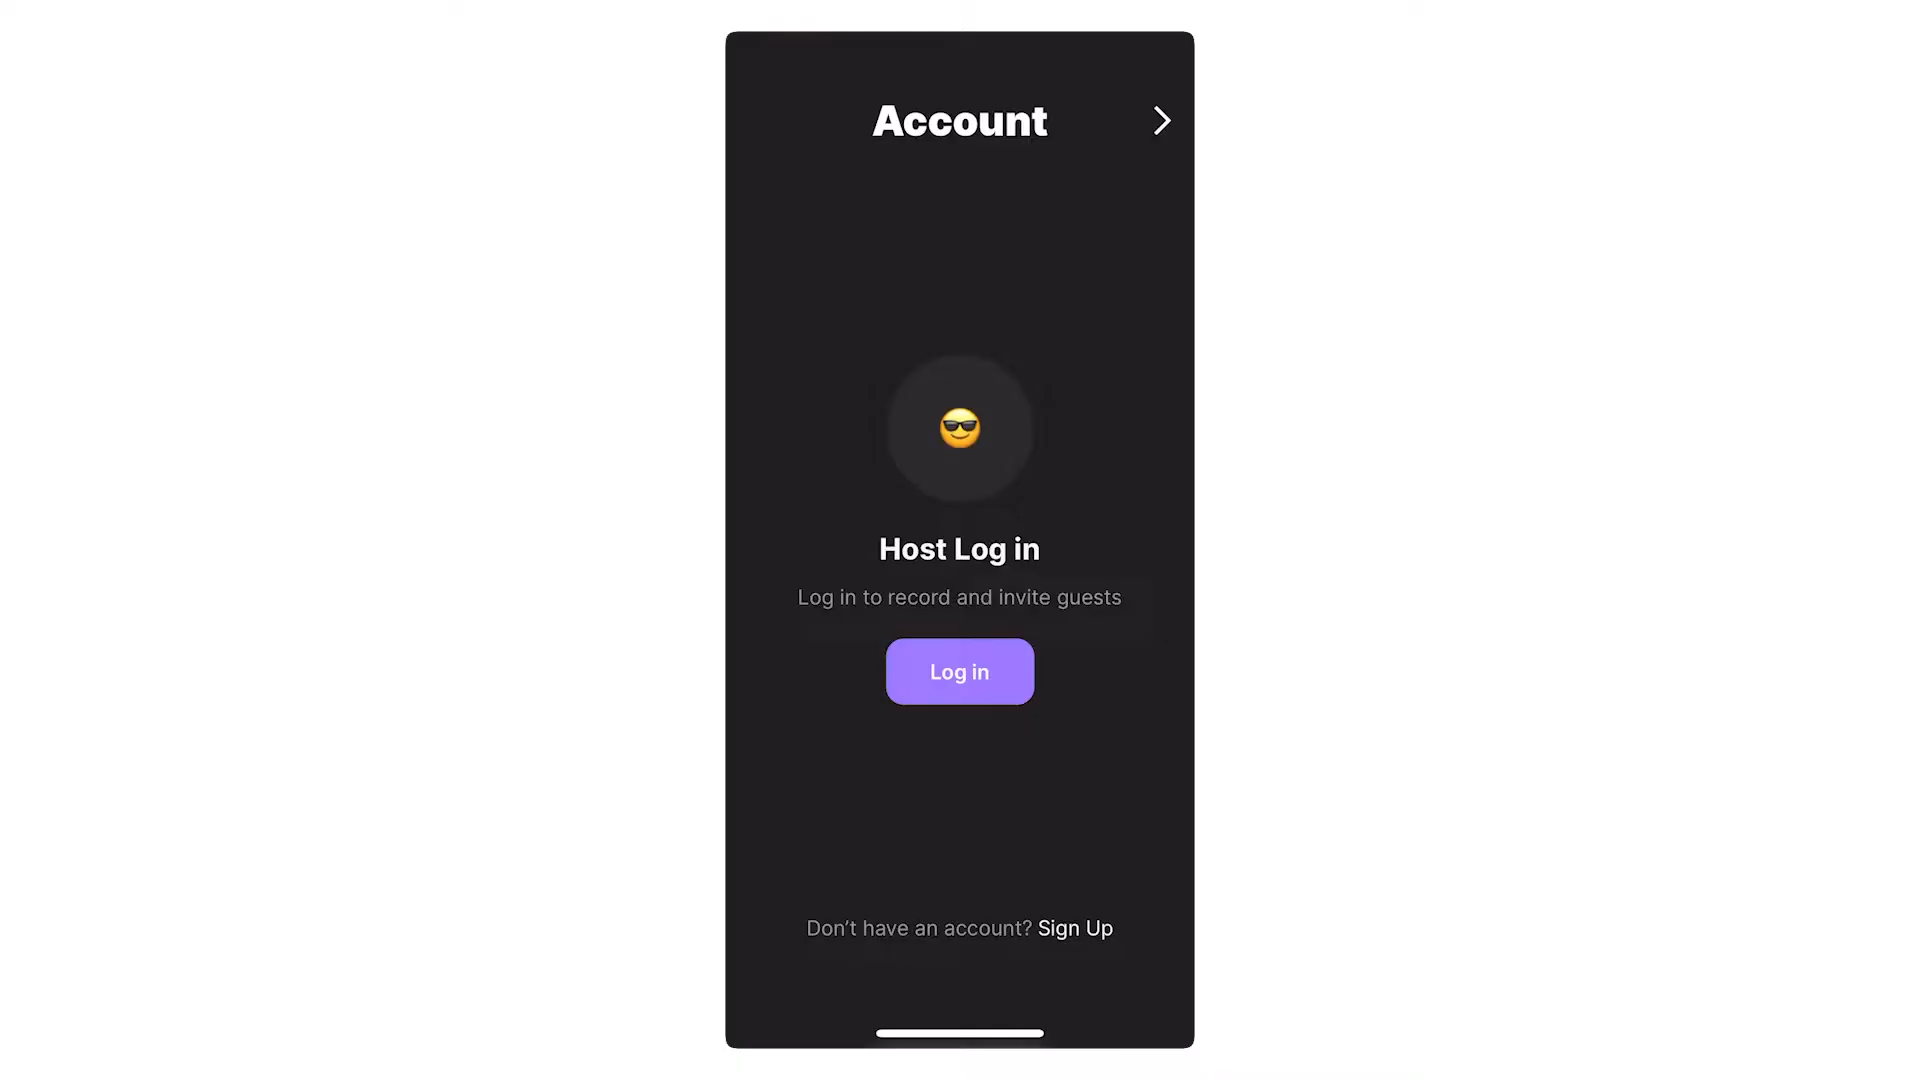 Account
Host Log in
Log in to record and invite guests
Log in
Don’t have an account? Sign Up